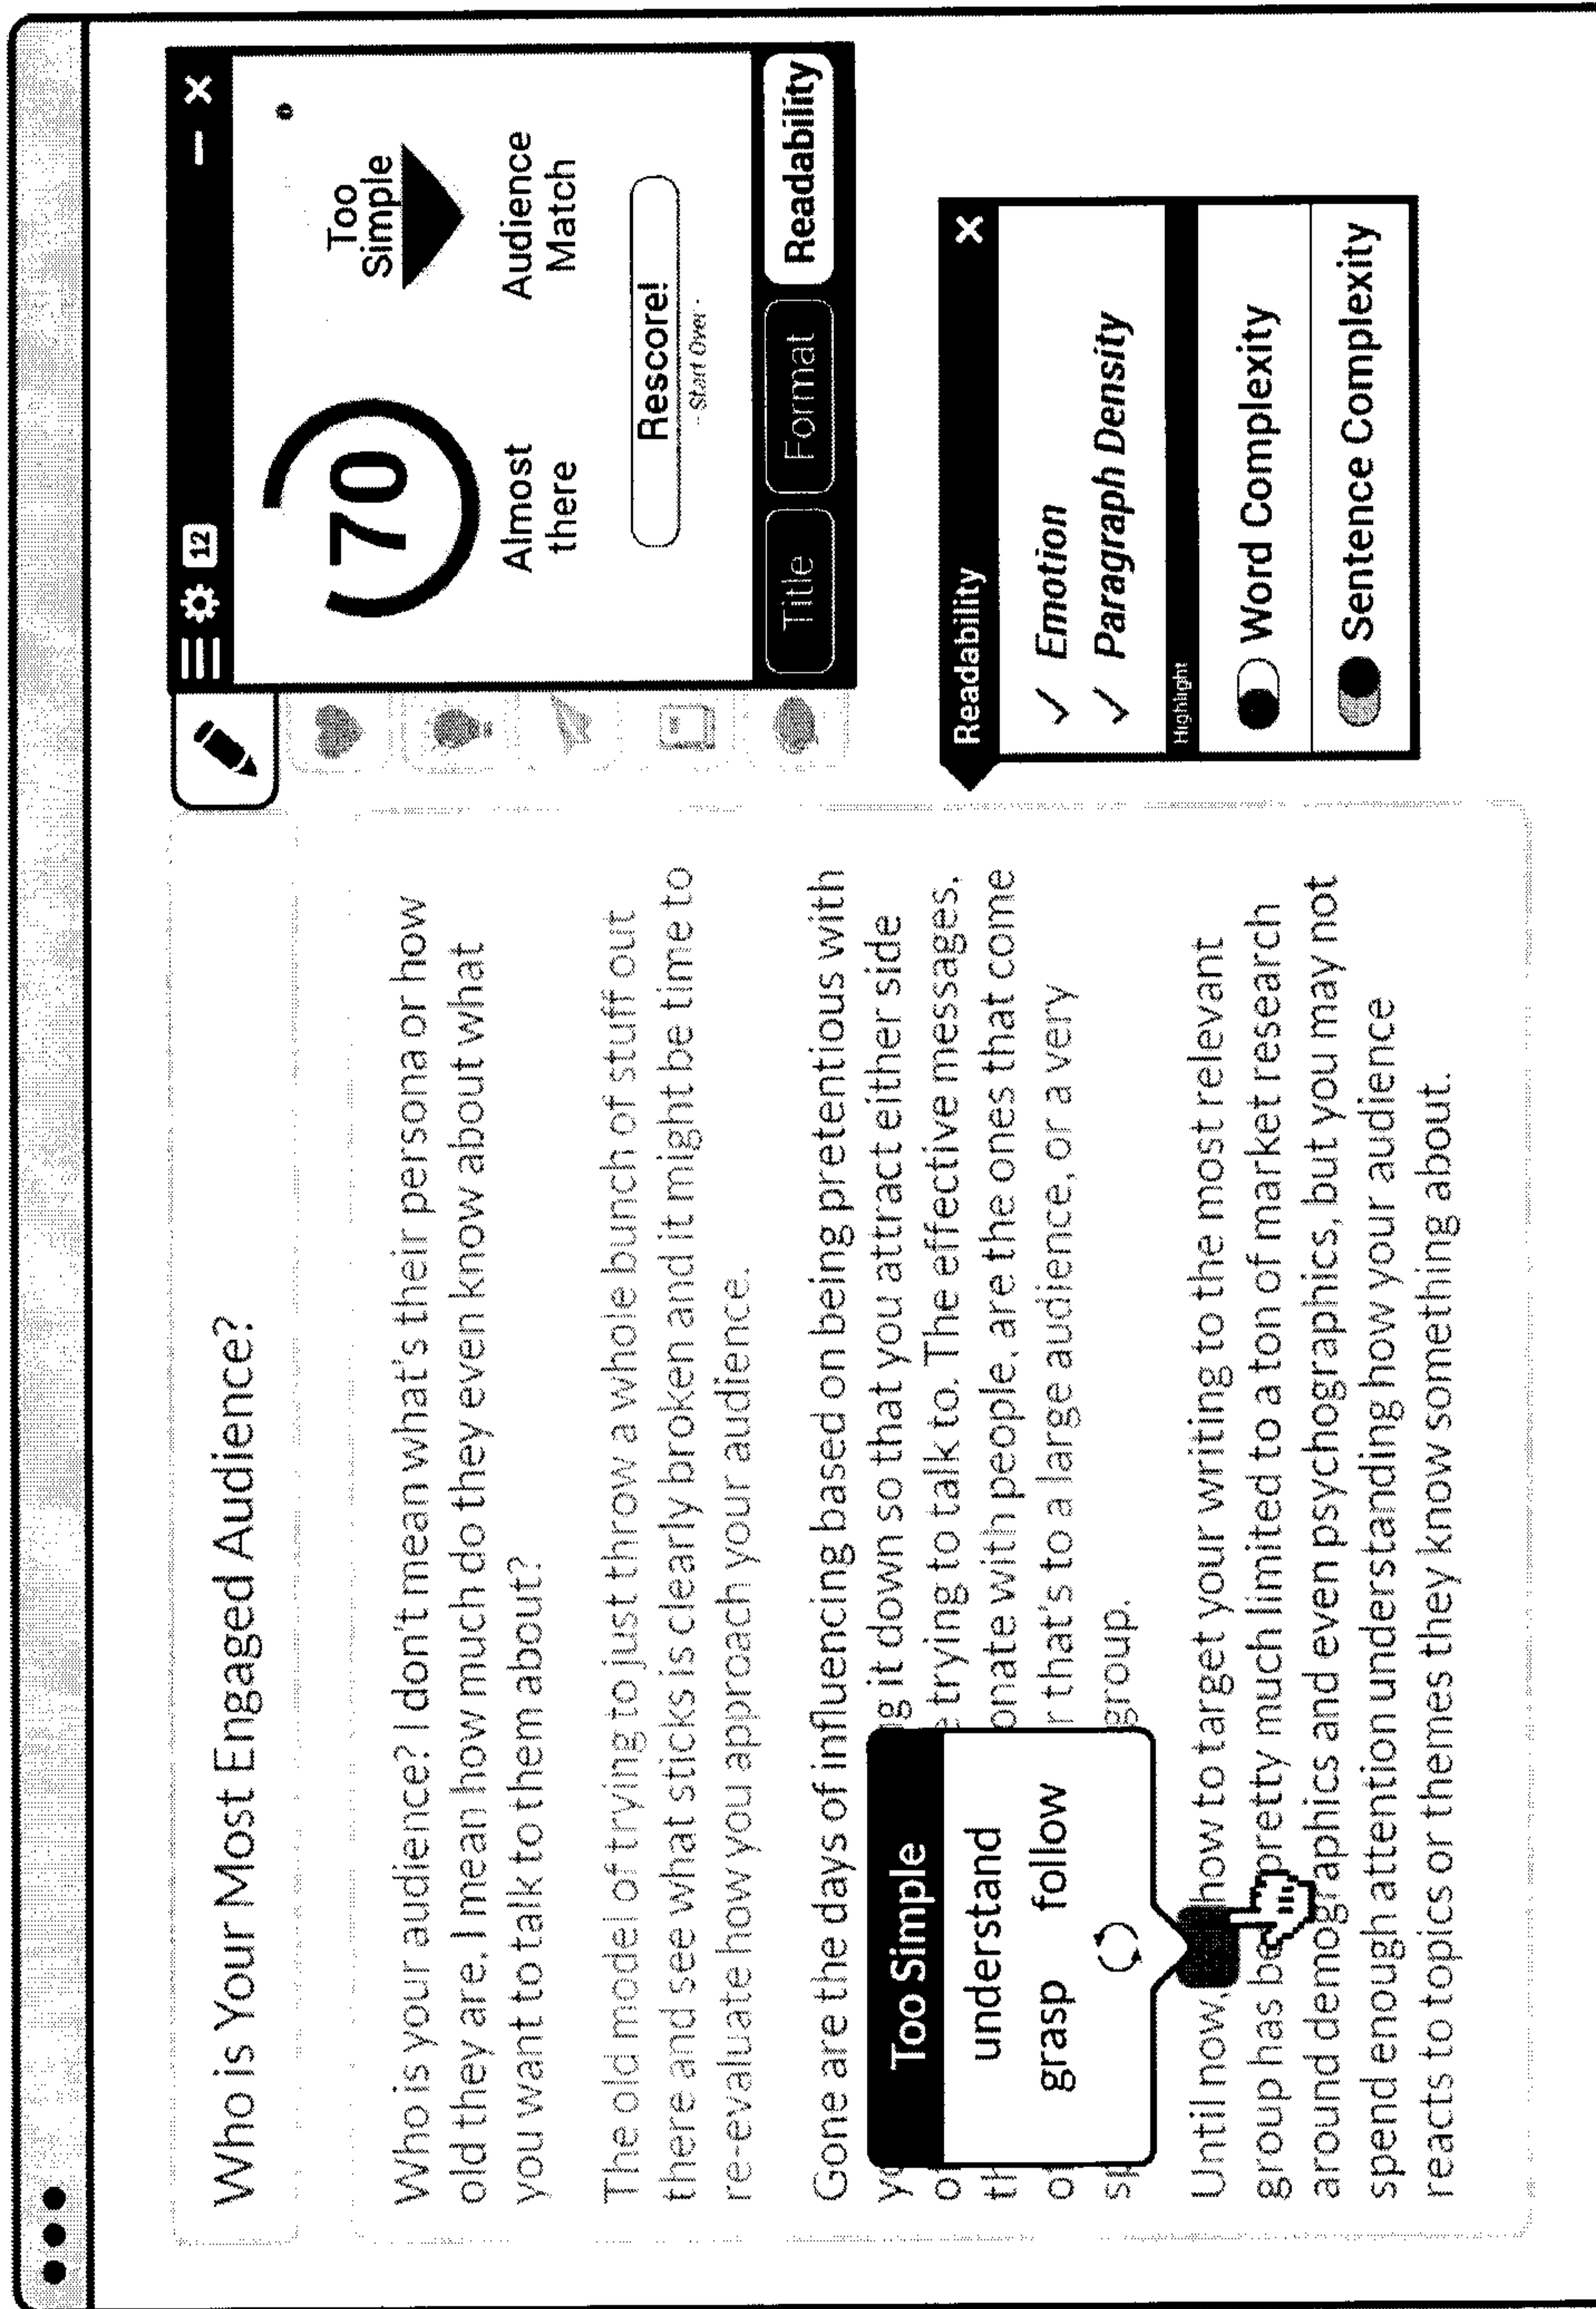 Who is Your Most Engaged Audience?
Who is your audience? I don't mean what's their persona or how
old they are. I mean how much do they even know about what
you want to talk to them about?
The old model of trying to just throw a whole bunch of stuff out
there and see what sticks is clearly broken and it might be time to
re-evaluate how you approach your audience.
Gone are the days of influencing based on being pretentious with
ng it down so that you attract either side
trying to talk to. The effective messages,
onate with people, are the ones that come
r that's to a large audience, or a very
group.
Too Simple
understand
grasp follow
Until now, how to target your writing to the most relevant
group has be pretty much limited to a ton of market research
around demographics and even psychographics, but you may not
spend enough attention understanding how your audience
reacts to topics or themes they know something about.
12
70
Almost
there
Too
Simple
Audience
Match
Rescore!
- Start Over -
Title Format Readability
Readability
✓ Emotion
✓ Paragraph Density
Highlight
Word Complexity
Sentence Complexity